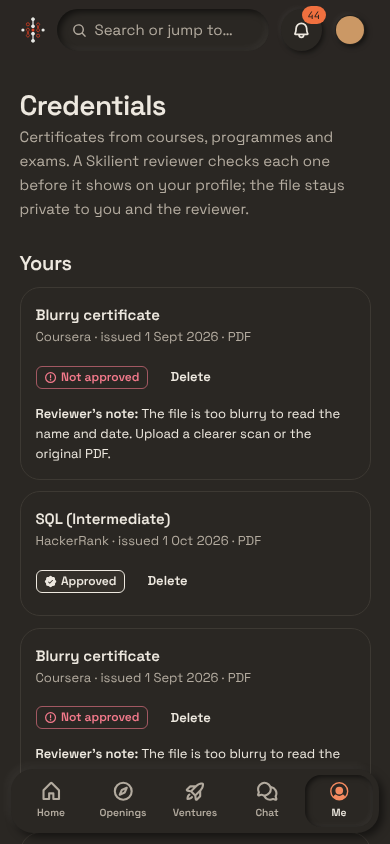 Search or jump to...
44
Credentials
Certificates from courses, programmes and
exams. A Skilient reviewer checks each one
before it shows on your profile; the file stays
private to you and the reviewer.
Yours
Blurry certificate
Coursera · issued 1 Sept 2026 · PDF
Not approved
Delete
Reviewer's note: The file is too blurry to read the
name and date. Upload a clearer scan or the
original PDF.
SQL (Intermediate)
HackerRank · issued 1 Oct 2026 · PDF
Approved
Delete
Blurry certificate
Coursera · issued 1 Sept 2026 · PDF
Not approved
Delete
Reviewer's note: The file is too blurry to read the
Home
Openings
Ventures
Chat
Me